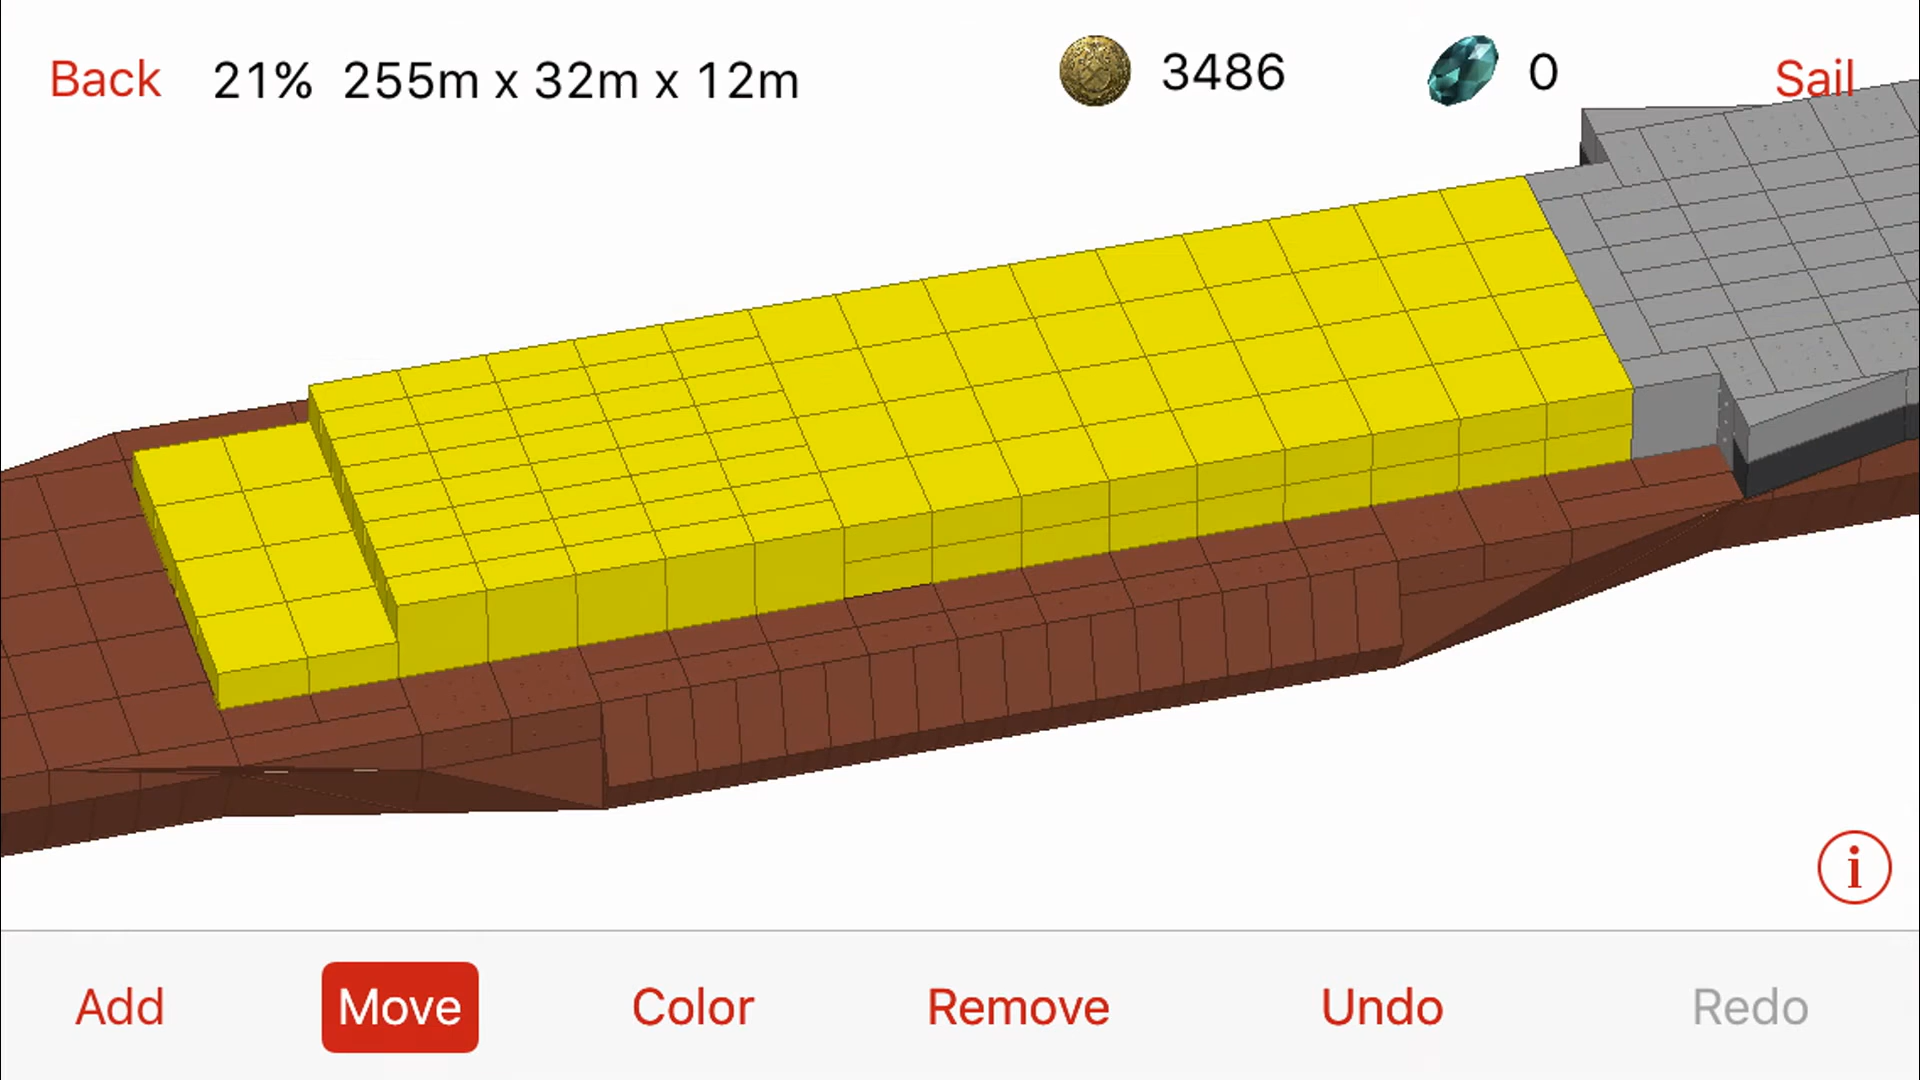 Back 21% 255m x 32m x 12m 3486 0 Sail
i
Add Move Color Remove Undo Redo